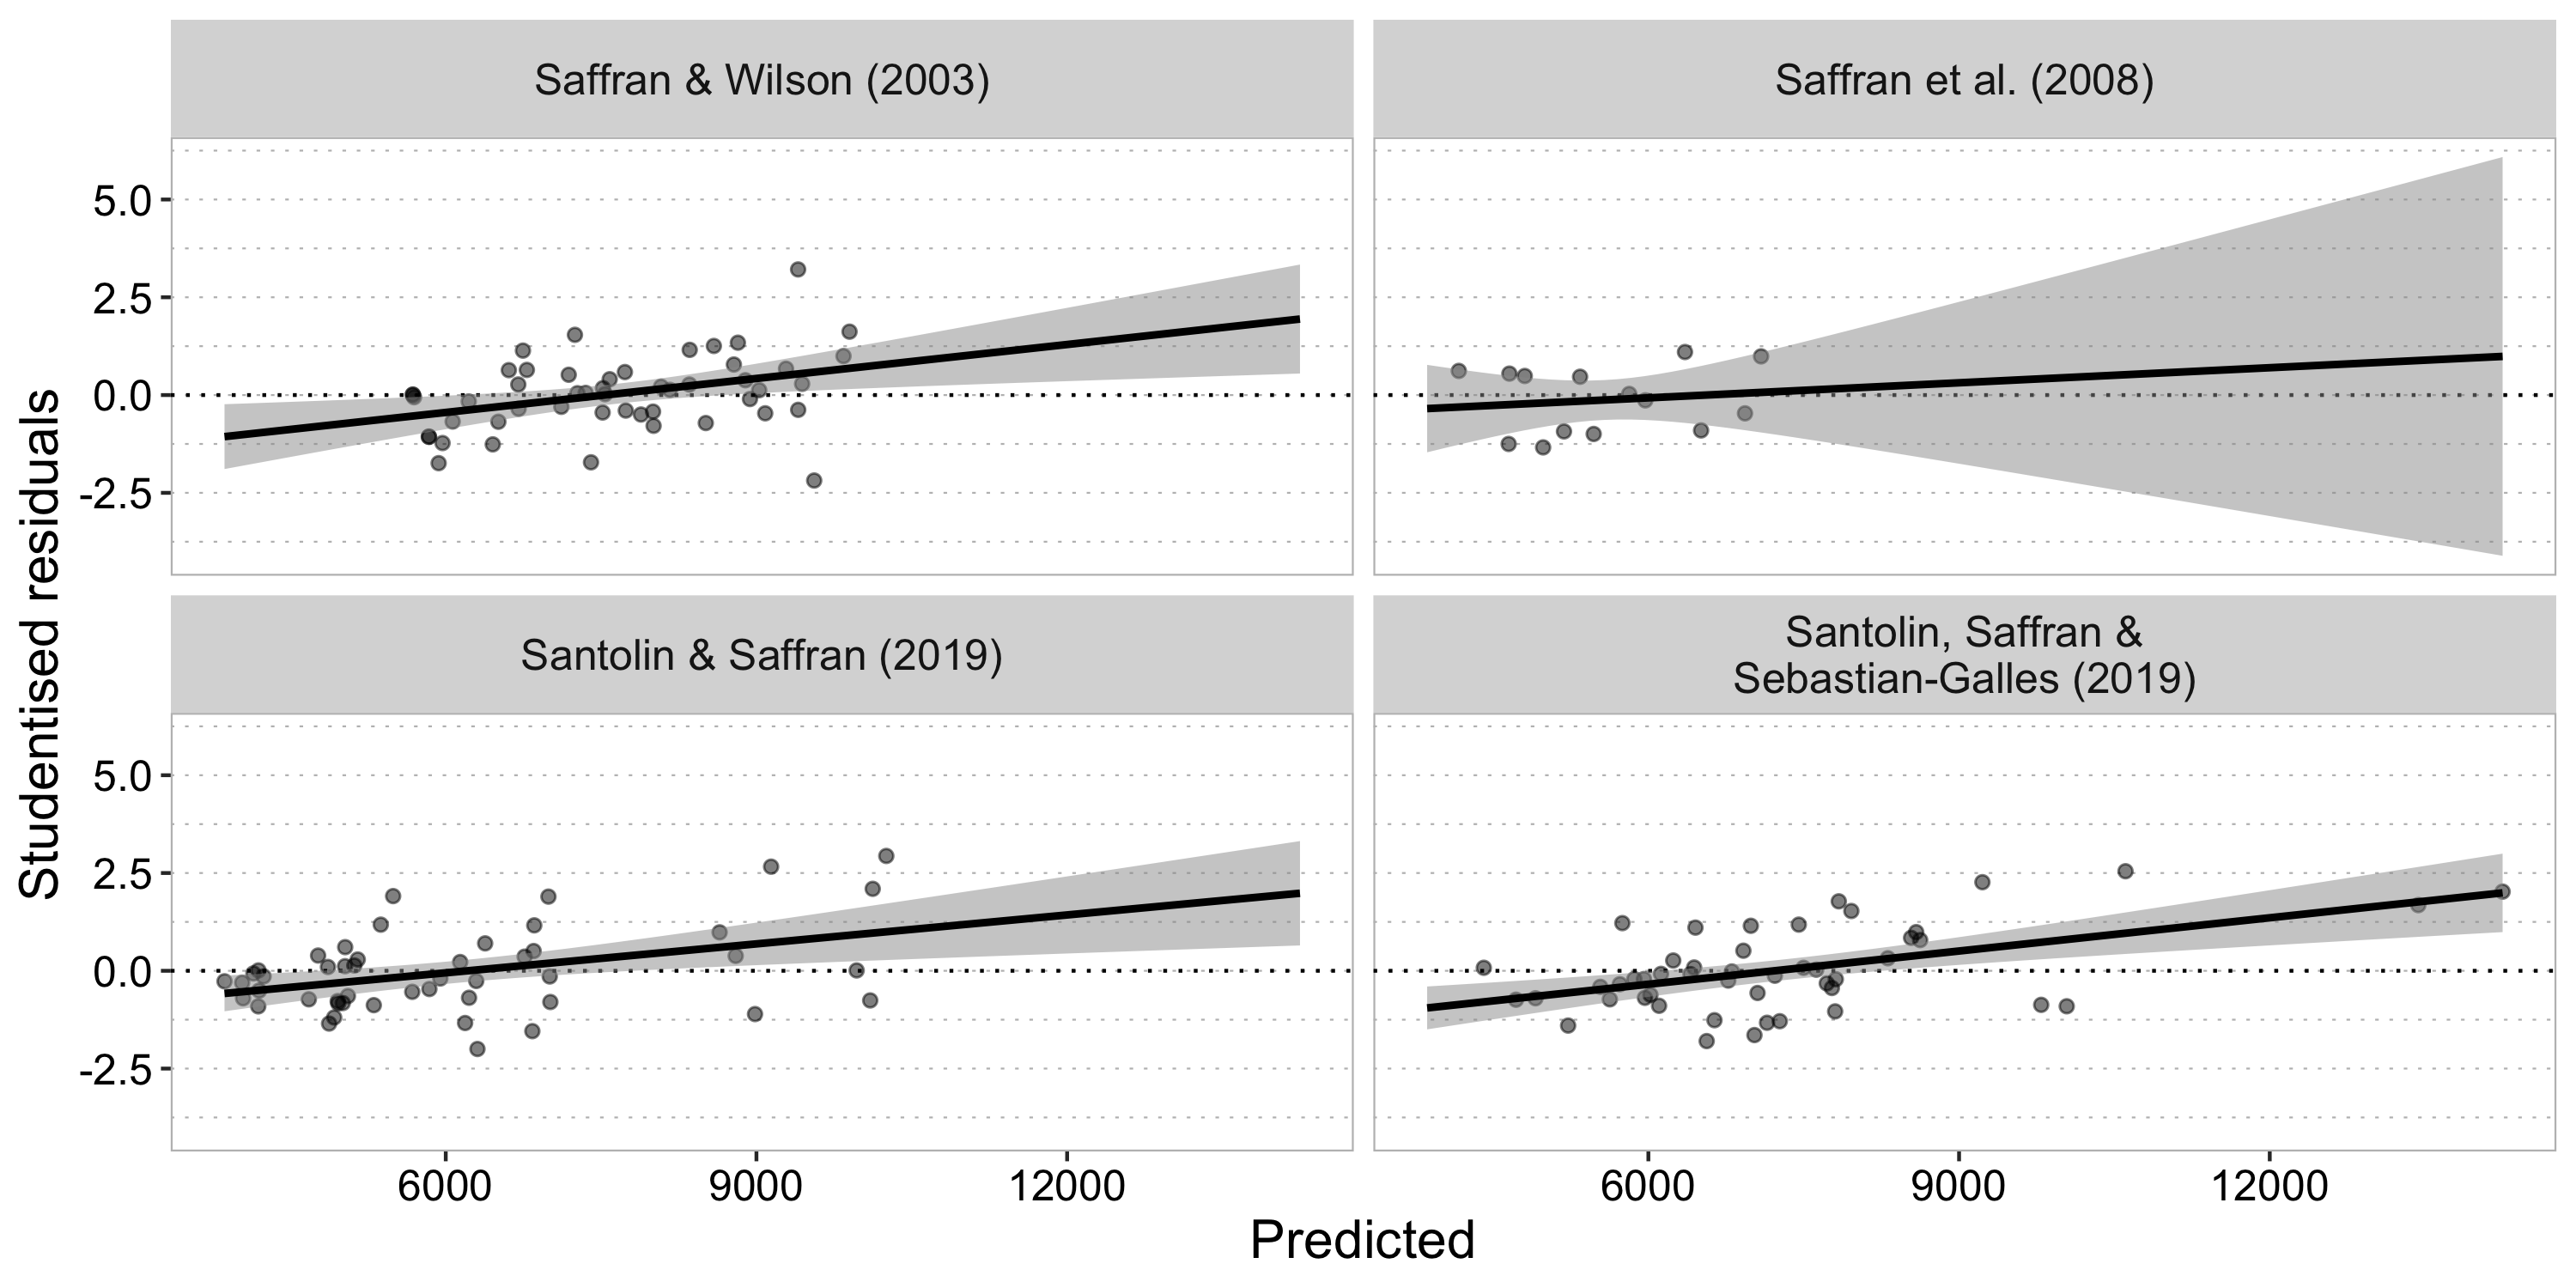 Saffran & Wilson (2003)
Saffran et al. (2008)
5.0
2.5
0.0
-2.5
Santolin & Saffran (2019)
Santolin, Saffran &
Sebastian-Galles (2019)
5.0
2.5
0.0
-2.5
6000
9000
12000
6000
9000
12000
Predicted
Studentised residuals